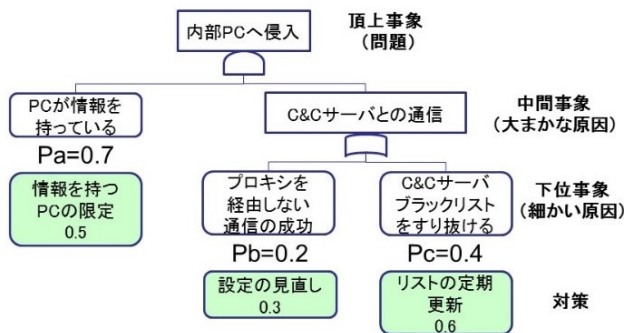 内部PCへ侵入
頂上事象
(問題)
PCが情報を
持っている
C&Cサーバとの通信
中間事象
(大まかな原因)
Pa=0.7
情報を持つ
PCの限定
0.5
プロキシを
経由しない
通信の成功
C&Cサーバ
ブラックリスト
をすり抜ける
下位事象
(細かい原因)
Pb=0.2
Pc=0.4
設定の見直し
0.3
リストの定期
更新
0.6
対策